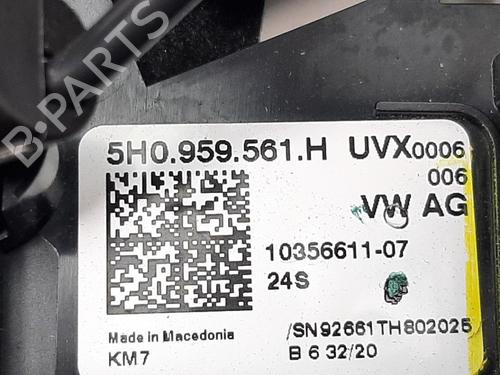 B-PARTS
5H0.959.561.H UVX0006
006
VW AG
10356611-07
24S
Made in Macedonia
KM7
/SN92661TH802025
B 6 32/20